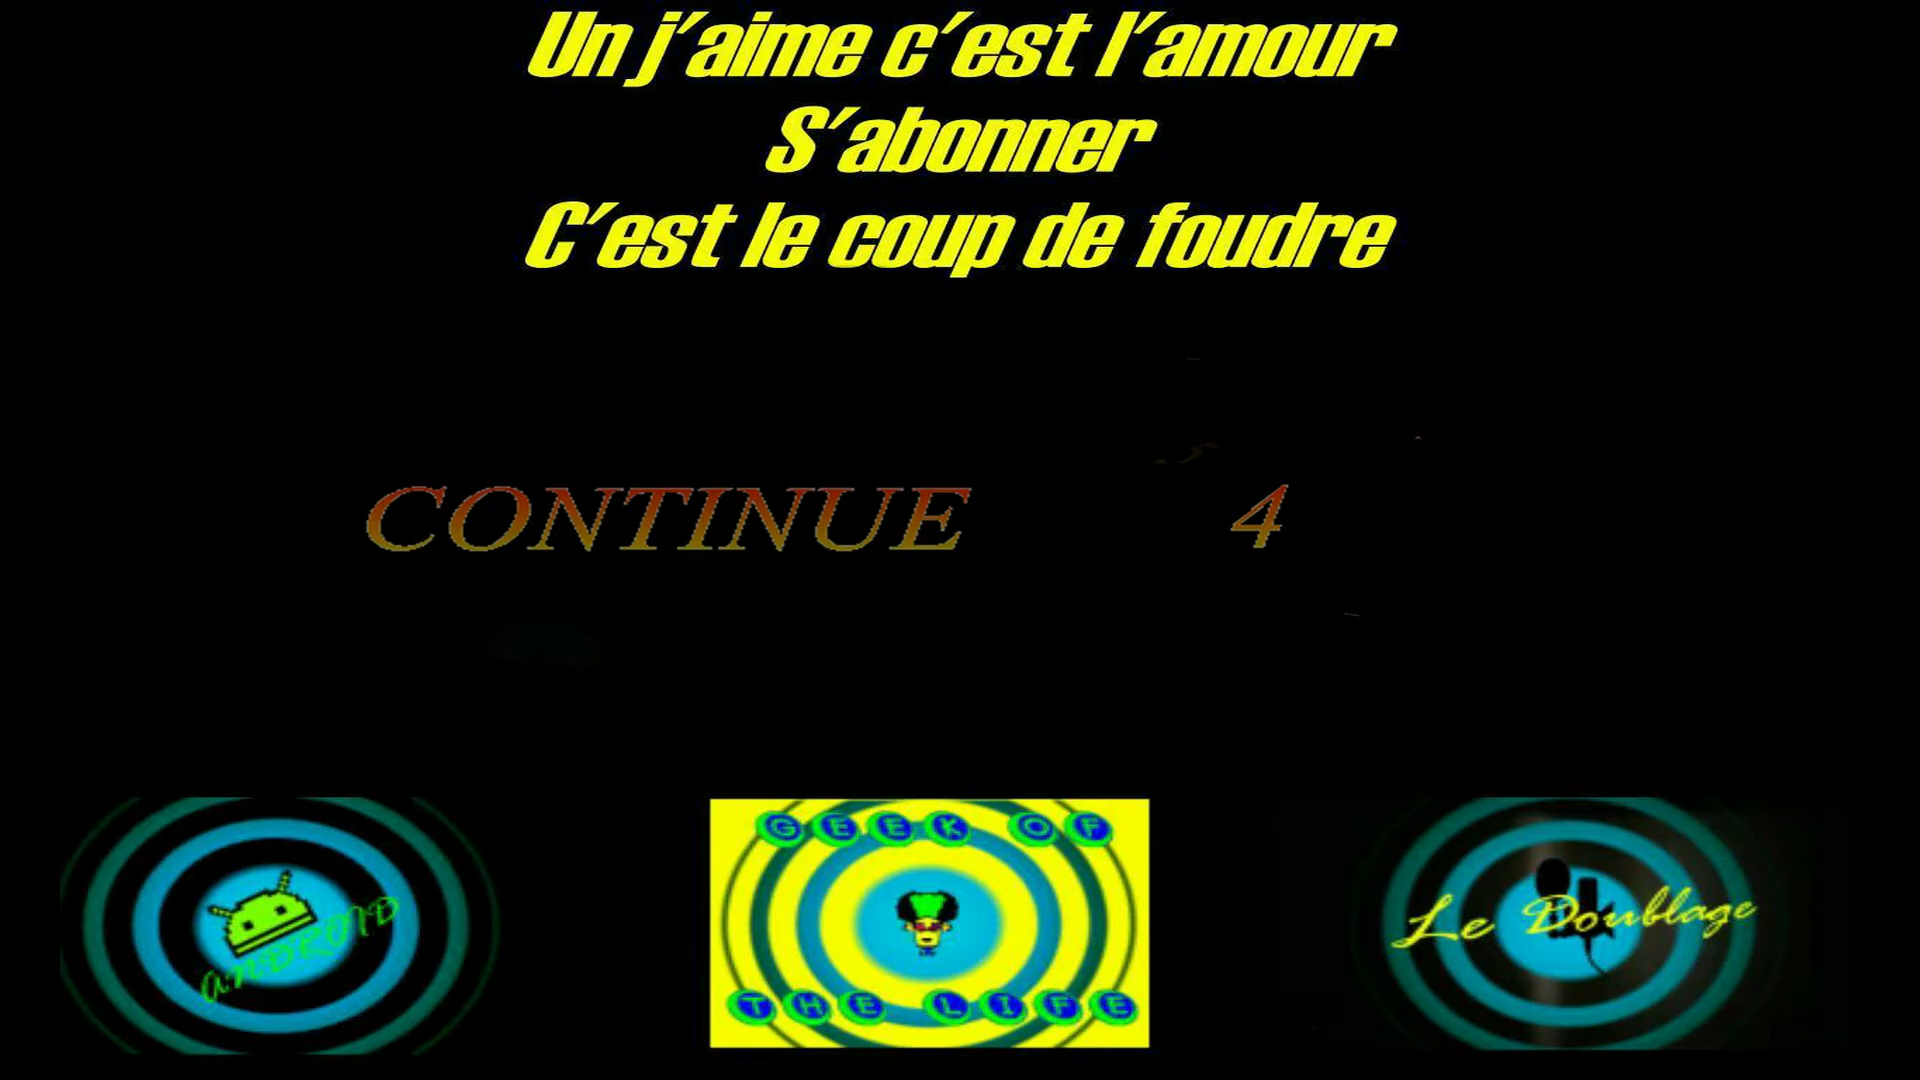 Un j'aime c'est l'amour
S'abonner
C'est le coup de foudre
CONTINUE 4
ANDROID
GEEK OF
THE LIFE
Le Doublage